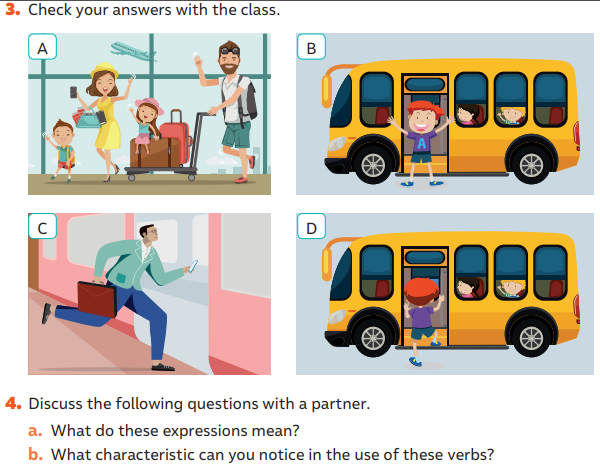 3. Check your answers with the class.
A
B
A
C
D
4. Discuss the following questions with a partner.
a. What do these expressions mean?
b. What characteristic can you notice in the use of these verbs?